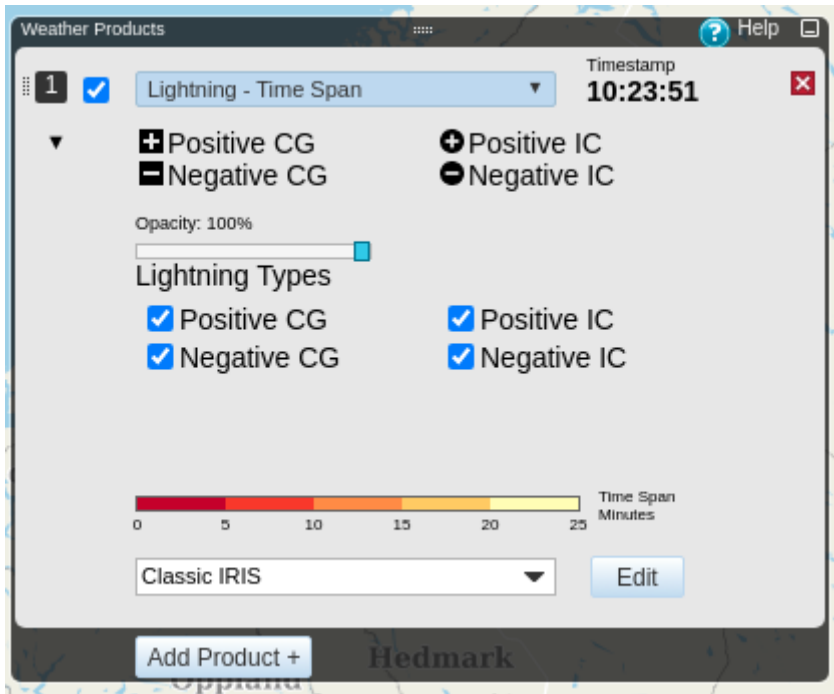 Weather Products
Help
1
Lightning - Time Span
Timestamp
10:23:51
Positive CG
Positive IC
Negative CG
Negative IC
Opacity: 100%
Lightning Types
Positive CG
Positive IC
Negative CG
Negative IC
0 5 10 15 20 25
Time Span
Minutes
Classic IRIS
Edit
Add Product +
Hedmark
Oppland